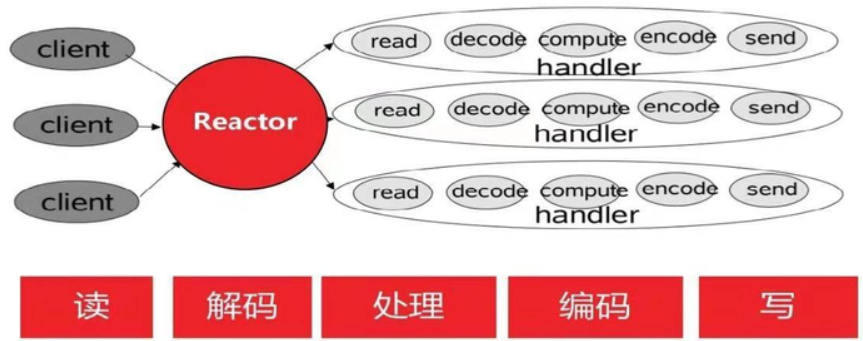 client
read decode compute encode send
handler
client
Reactor
read decode compute encode send
handler
client
read decode compute encode send
handler
读 解码 处理 编码 写